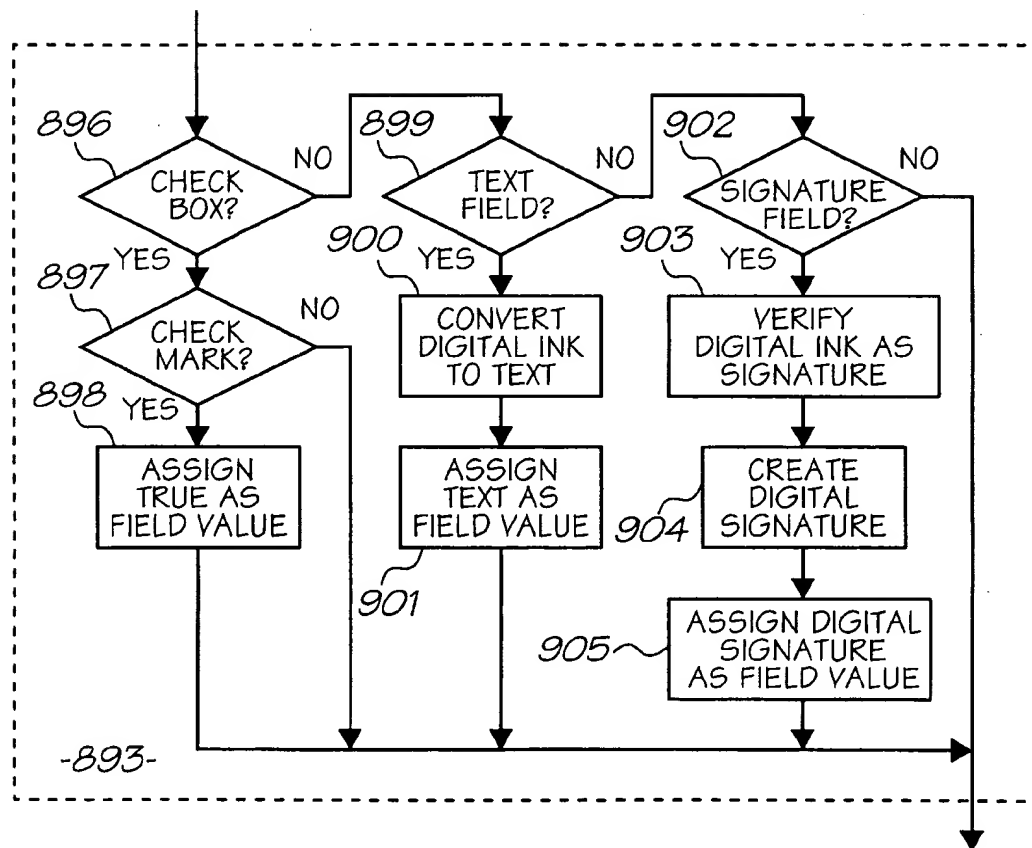 896
CHECK
BOX?
NO
YES
897
CHECK
MARK?
NO
YES
898
ASSIGN
TRUE AS
FIELD VALUE
899
TEXT
FIELD?
NO
YES
900
CONVERT
DIGITAL INK
TO TEXT
ASSIGN
TEXT AS
FIELD VALUE
901
902
SIGNATURE
FIELD?
NO
YES
903
VERIFY
DIGITAL INK AS
SIGNATURE
CREATE
DIGITAL
SIGNATURE
904
ASSIGN DIGITAL
SIGNATURE
AS FIELD VALUE
905
-893-